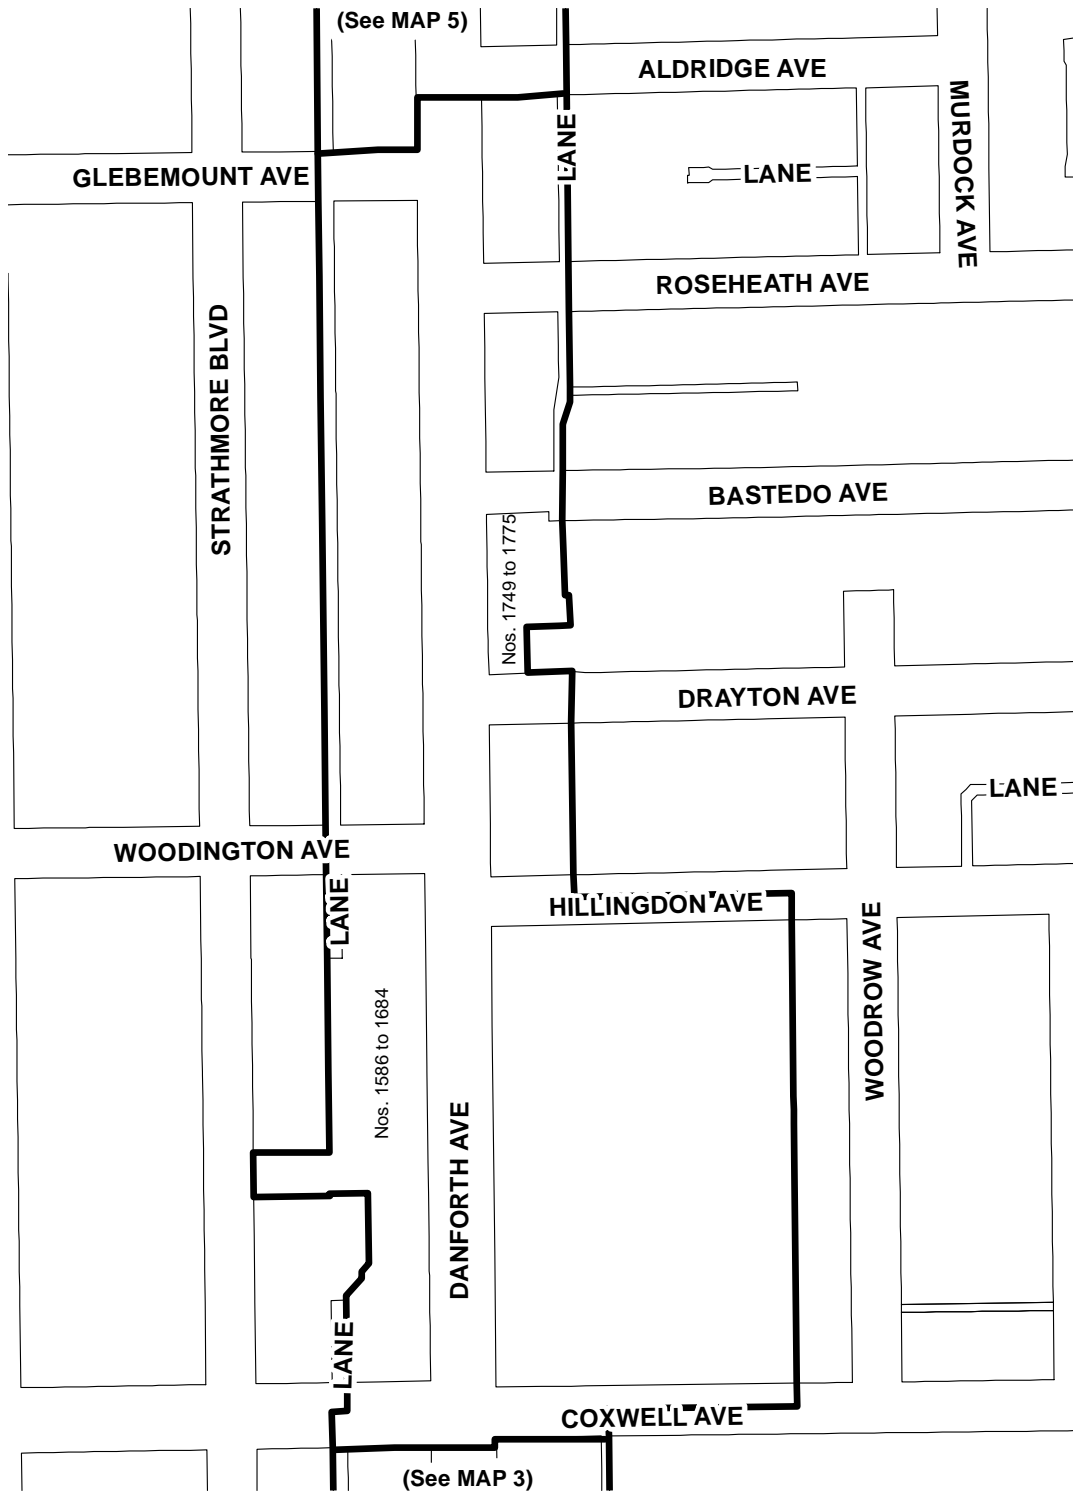 (See MAP 5)
ALDRIDGE AVE
MURDOCK AVE
LANE
LANE
GLEBEMOUNT AVE
ROSEHEATH AVE
STRATHMORE BLVD
BASTEDO AVE
Nos. 1749 to 1775
DRAYTON AVE
LANE
WOODINGTON AVE
LANE
HILLINGDON AVE
WOODROW AVE
Nos. 1586 to 1684
DANFORTH AVE
LANE
COXWELL AVE
(See MAP 3)